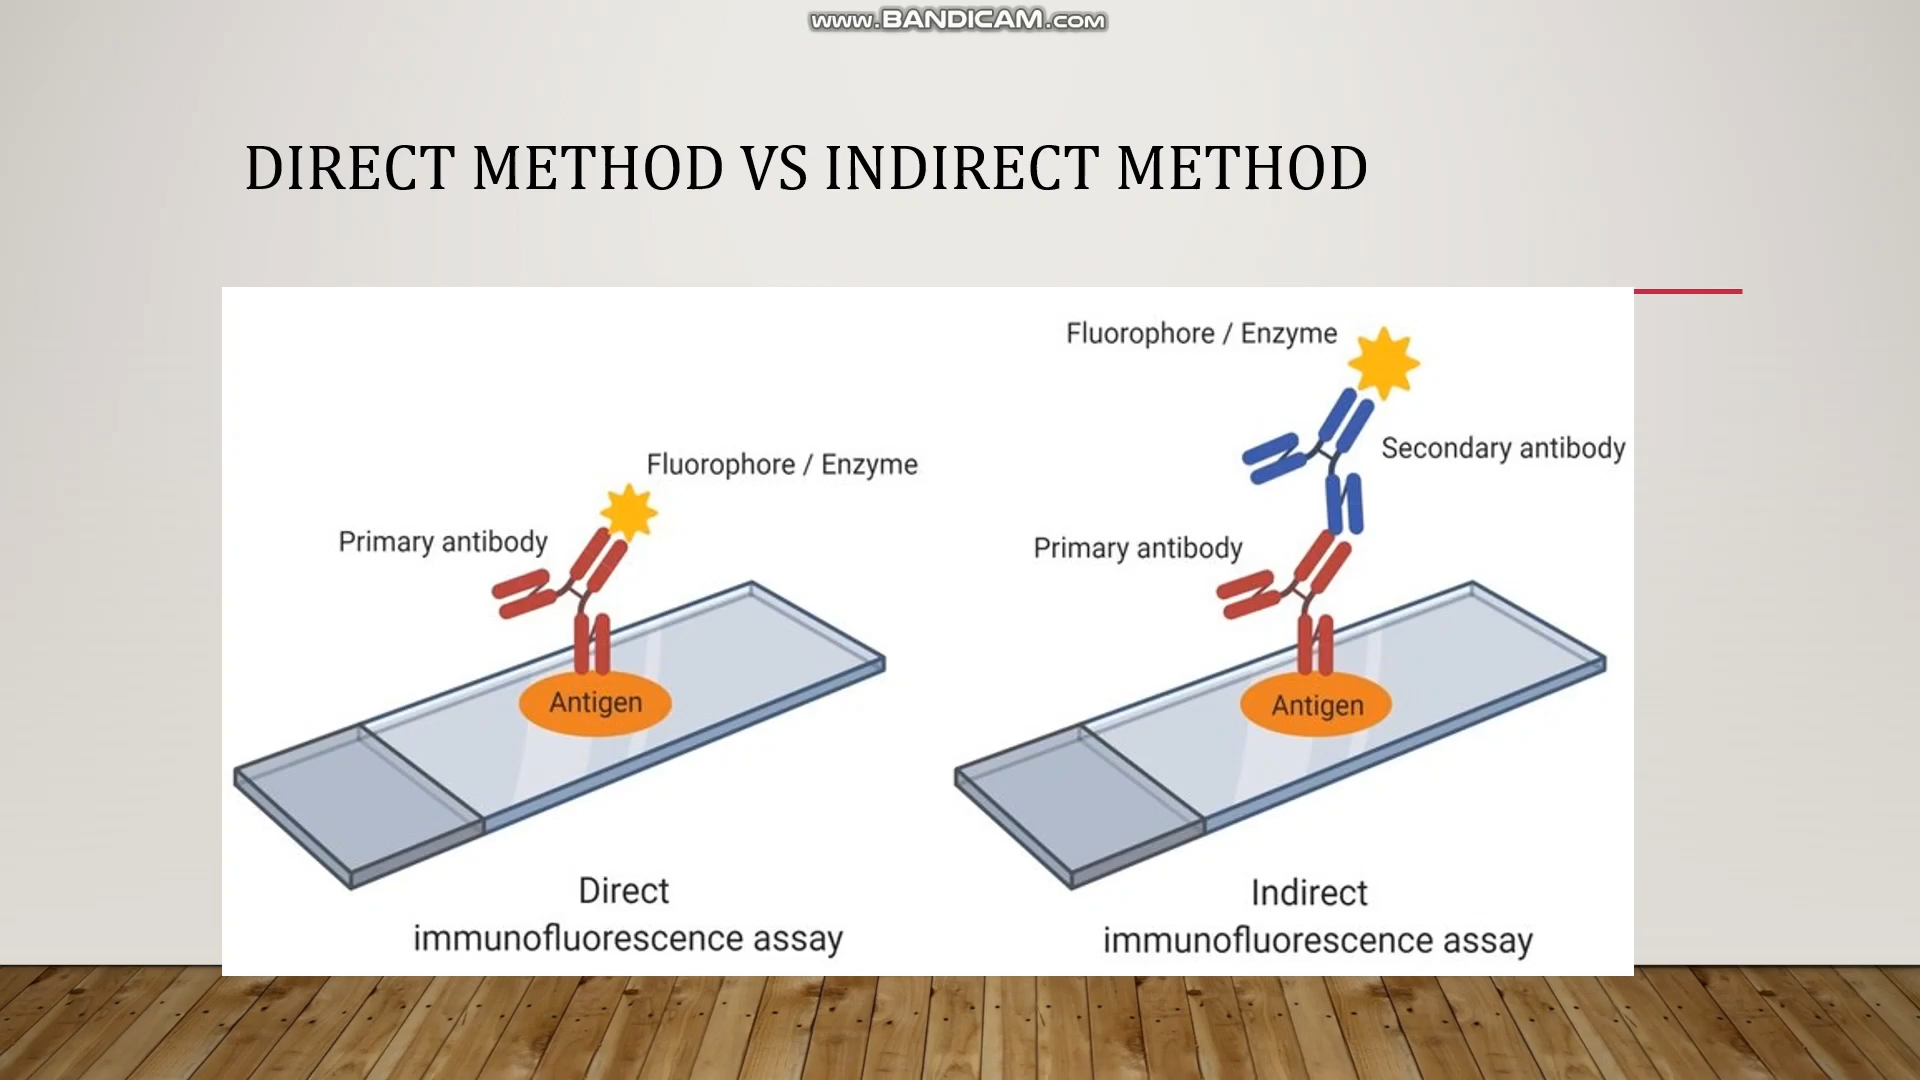 www.BANDICAM.com
DIRECT METHOD VS INDIRECT METHOD
Fluorophore / Enzyme
Primary antibody
Antigen
Direct
immunofluorescence assay
Fluorophore / Enzyme
Secondary antibody
Primary antibody
Antigen
Indirect
immunofluorescence assay